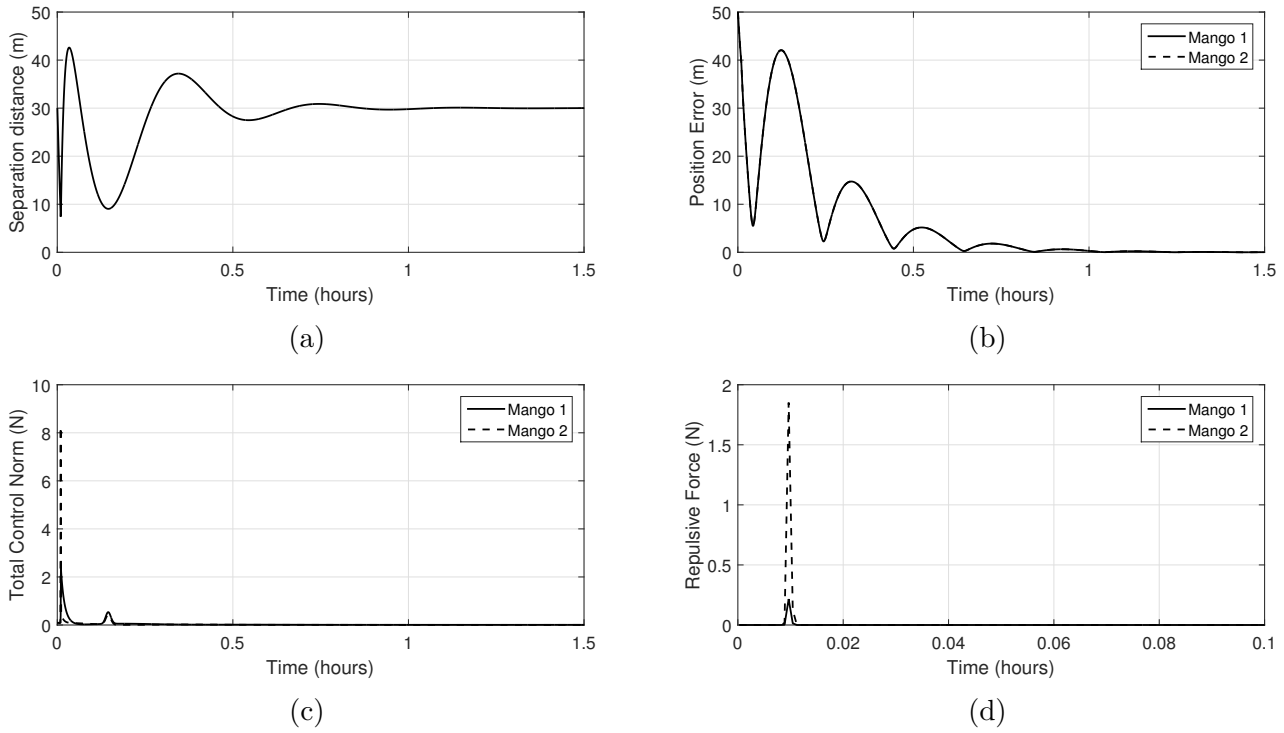 50
40
30
20
10
0
Separation distance (m)
0 0.5 1 1.5
Time (hours)
(a)
50
40
30
20
10
0
Position Error (m)
Mango 1
Mango 2
0 0.5 1 1.5
Time (hours)
(b)
10
8
6
4
2
0
Total Control Norm (N)
Mango 1
Mango 2
0 0.5 1 1.5
Time (hours)
(c)
2
1.5
1
0.5
0
Repulsive Force (N)
Mango 1
Mango 2
0 0.02 0.04 0.06 0.08 0.1
Time (hours)
(d)